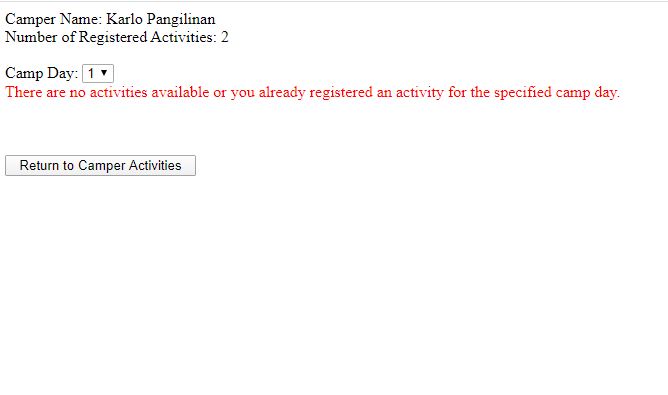 Camper Name: Karlo Pangilinan
Number of Registered Activities: 2
Camp Day: 1
There are no activities available or you already registered an activity for the specified camp day.
Return to Camper Activities